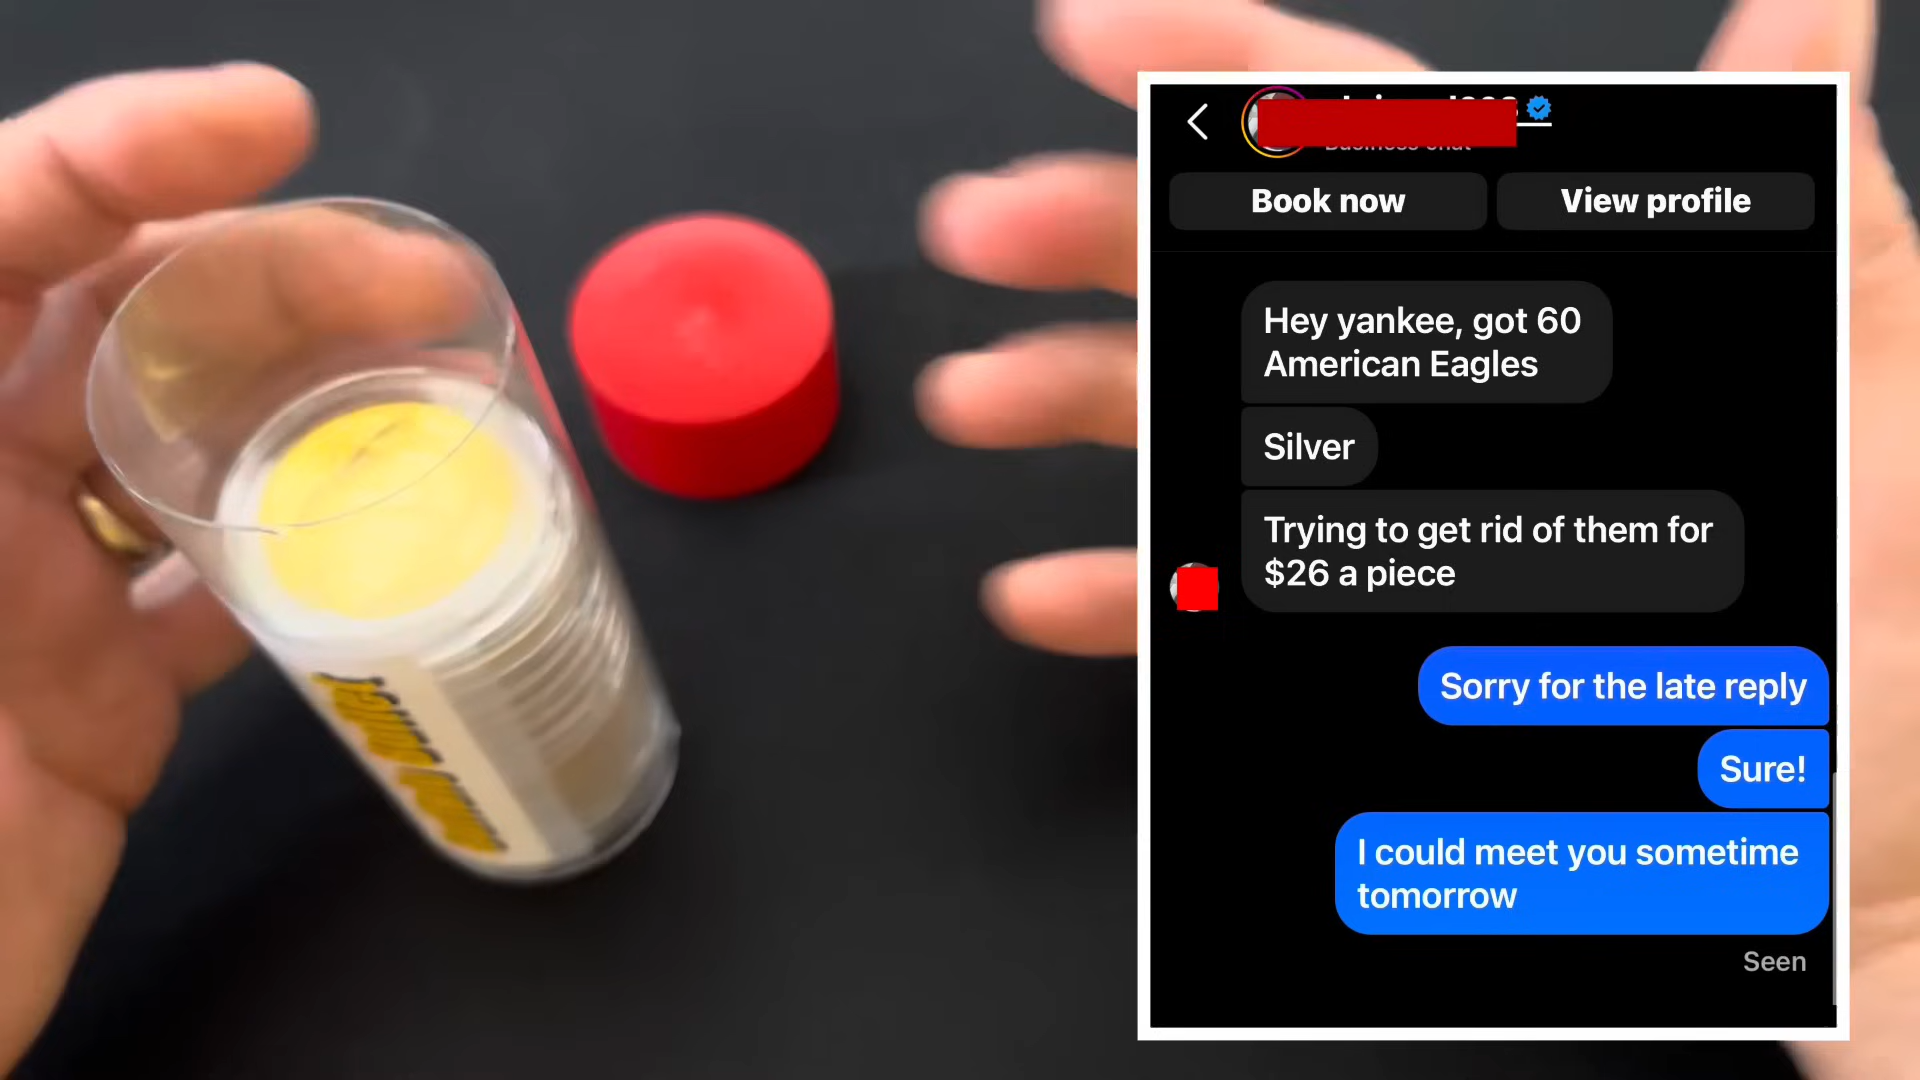 Book now
View profile
Hey yankee, got 60
American Eagles
Silver
Trying to get rid of them for
$26 a piece
Sorry for the late reply
Sure!
I could meet you sometime
tomorrow
Seen